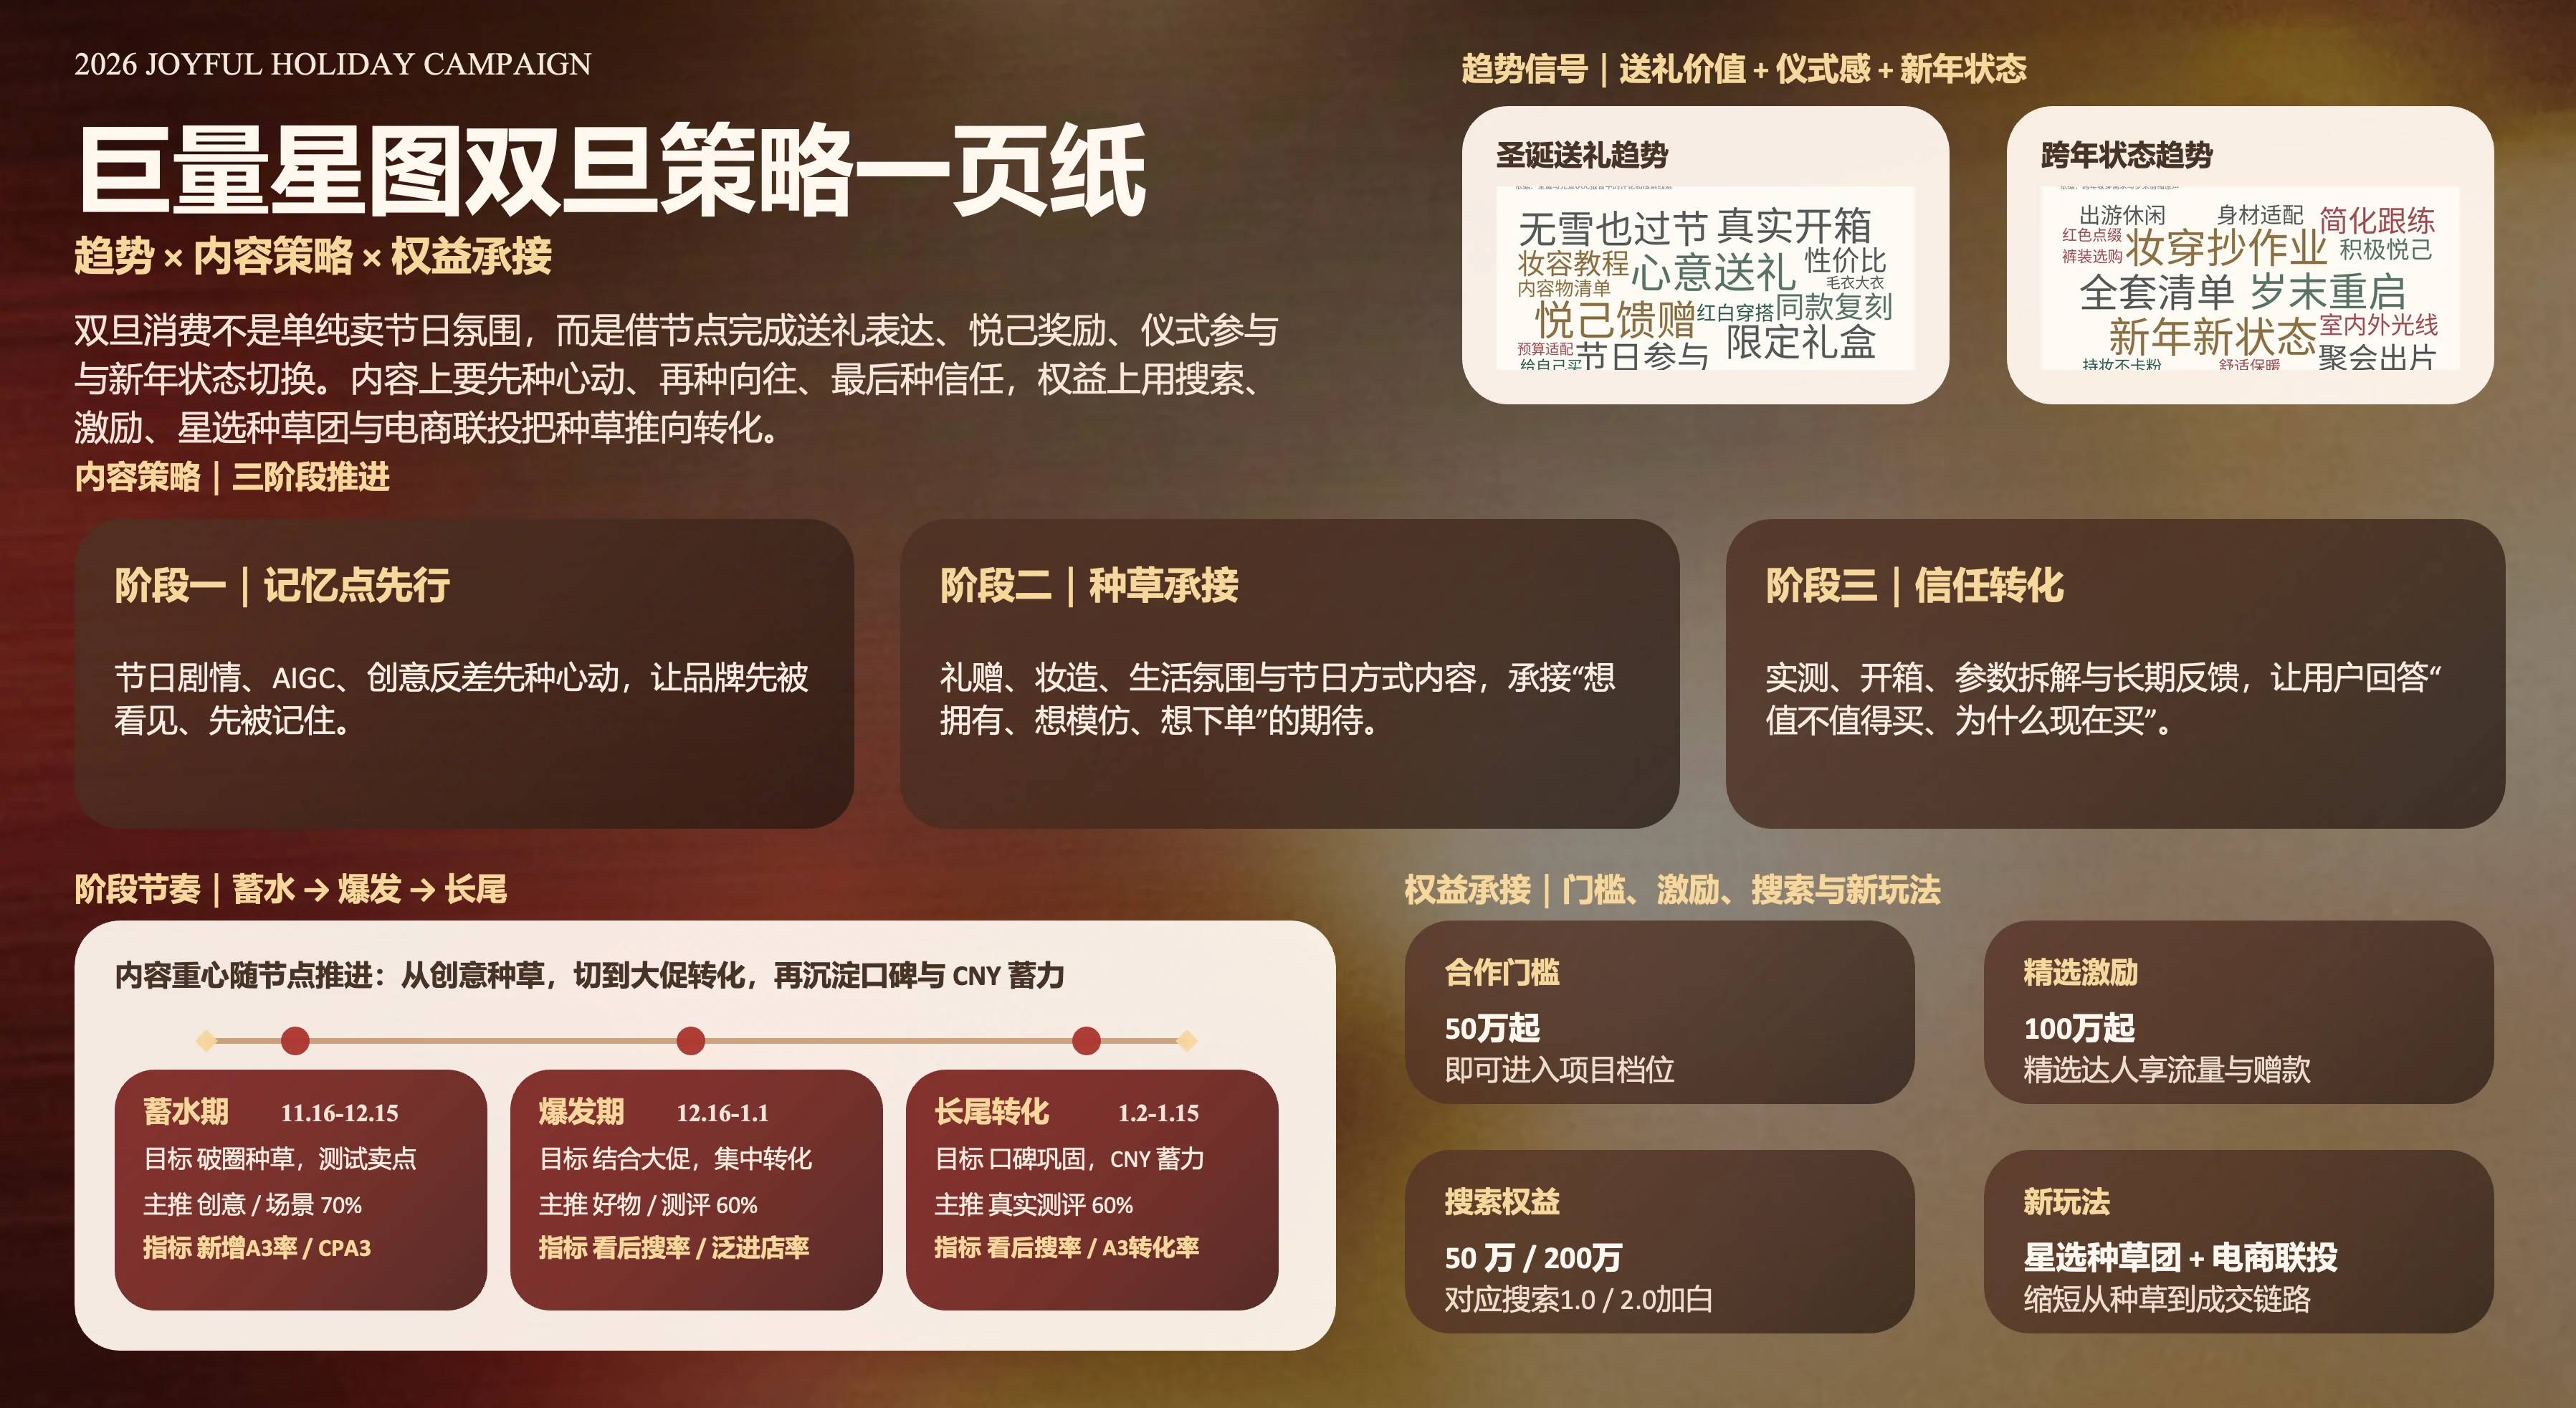 2026 JOYFUL HOLIDAY CAMPAIGN
巨量星图双旦策略一页纸
趋势 × 内容策略 × 权益承接
双旦消费不是单纯卖节日氛围，而是借节点完成送礼表达、悦己奖励、仪式参与
与新年状态切换。内容上要先种心动、再种向往、最后种信任，权益上用搜索、
激励、星选种草团与电商联投把种草推向转化。
趋势信号｜送礼价值 + 仪式感 + 新年状态
圣诞送礼趋势
无雪也过节 真实开箱
妆容教程 心意送礼 性价比
内容物清单 毛衣大衣
悦己馈赠 红白穿搭 同款复刻
预算适配 节日参与 限定礼盒
给自己买
跨年状态趋势
出游休闲 身材适配 简化跟练
红色点缀 妆穿抄作业 积极悦己
裤装选购
全套清单 岁末重启
新年新状态 室内外光线
持妆不卡粉 舒适保暖 聚会出片
内容策略｜三阶段推进
阶段一｜记忆点先行
节日剧情、AIGC、创意反差先种心动，让品牌先被
看见、先被记住。
阶段二｜种草承接
礼赠、妆造、生活氛围与节日方式内容，承接“想
拥有、想模仿、想下单”的期待。
阶段三｜信任转化
实测、开箱、参数拆解与长期反馈，让用户回答“
值不值得买、为什么现在买”。
阶段节奏｜蓄水 → 爆发 → 长尾
内容重心随节点推进：从创意种草，切到大促转化，再沉淀口碑与 CNY 蓄力
蓄水期 11.16-12.15
目标 破圈种草，测试卖点
主推 创意 / 场景 70%
指标 新增A3率 / CPA3
爆发期 12.16-1.1
目标 结合大促，集中转化
主推 好物 / 测评 60%
指标 看后搜率 / 泛进店率
长尾转化 1.2-1.15
目标 口碑巩固，CNY 蓄力
主推 真实测评 60%
指标 看后搜率 / A3转化率
权益承接｜门槛、激励、搜索与新玩法
合作门槛
50万起
即可进入项目档位
精选激励
100万起
精选达人享流量与赠款
搜索权益
50 万 / 200万
对应搜索1.0 / 2.0加白
新玩法
星选种草团 + 电商联投
缩短从种草到成交链路